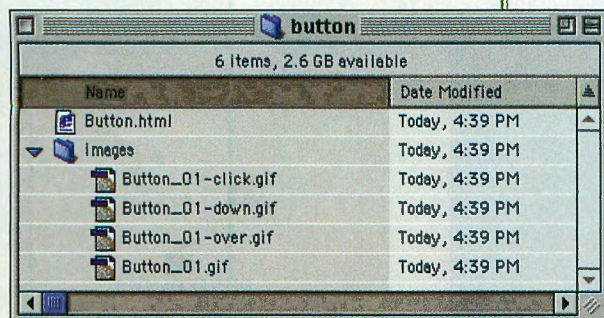 button
6 items, 2.6 GB available
Name Date Modified
Button.html Today, 4:39 PM
Images Today, 4:39 PM
Button_01-click.gif Today, 4:39 PM
Button_01-down.gif Today, 4:39 PM
Button_01-over.gif Today, 4:39 PM
Button_01.gif Today, 4:39 PM